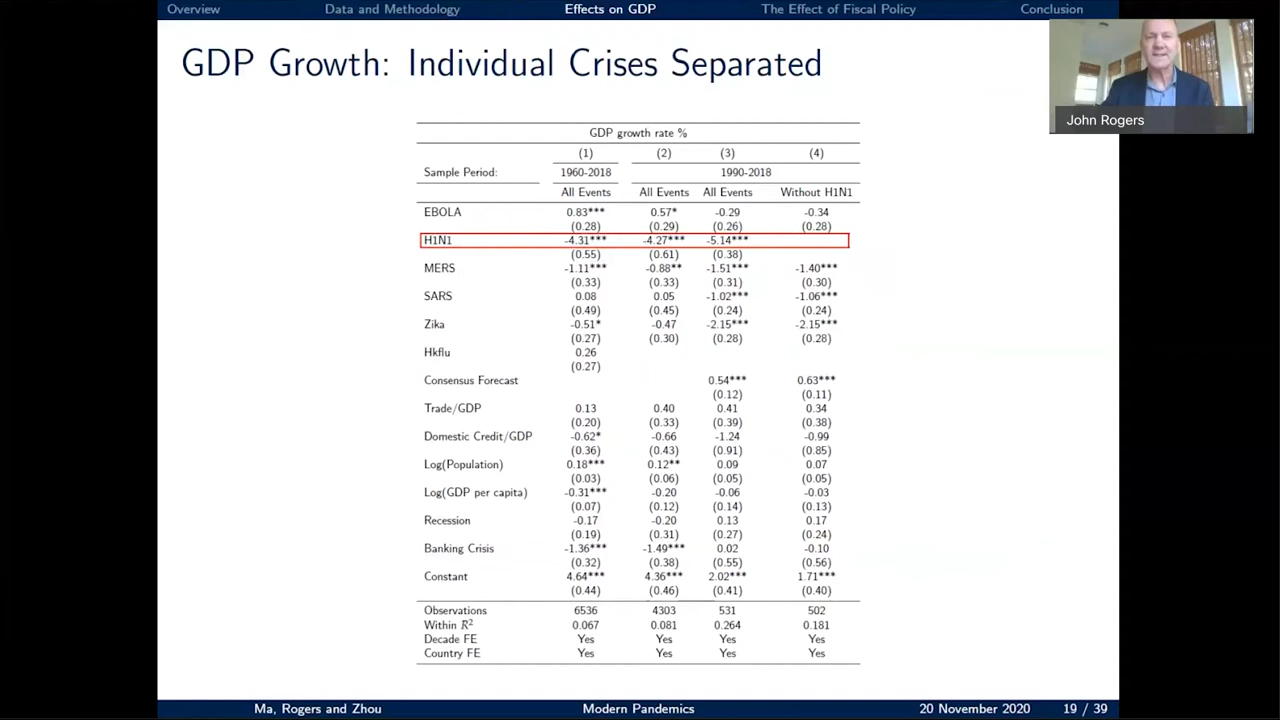 Overview Data and Methodology Effects on GDP The Effect of Fiscal Policy Conclusion
GDP Growth: Individual Crises Separated
John Rogers
GDP growth rate %
(1) (2) (3) (4)
Sample Period: 1960-2018 1990-2018
All Events All Events All Events Without H1N1
EBOLA 0.83*** 0.57* -0.29 -0.34
(0.28) (0.29) (0.26) (0.28)
H1N1 -4.31*** -4.27*** -5.14***
(0.55) (0.61) (0.38)
MERS -1.11*** -0.88** -1.51*** -1.40***
(0.33) (0.33) (0.31) (0.30)
SARS 0.08 0.05 -1.02*** -1.06***
(0.49) (0.45) (0.24) (0.24)
Zika -0.51* -0.47 -2.15*** -2.15***
(0.27) (0.30) (0.28) (0.28)
Hkflu 0.26
(0.27)
Consensus Forecast 0.54*** 0.63***
(0.12) (0.11)
Trade/GDP 0.13 0.40 0.41 0.34
(0.20) (0.33) (0.39) (0.38)
Domestic Credit/GDP -0.62* -0.66 -1.24 -0.99
(0.36) (0.43) (0.91) (0.85)
Log(Population) 0.18*** 0.12** 0.09 0.07
(0.03) (0.06) (0.05) (0.05)
Log(GDP per capita) -0.31*** -0.20 -0.06 -0.03
(0.07) (0.12) (0.14) (0.13)
Recession -0.17 -0.20 0.13 0.17
(0.19) (0.31) (0.27) (0.24)
Banking Crisis -1.36*** -1.49*** 0.02 -0.10
(0.32) (0.38) (0.55) (0.56)
Constant 4.64*** 4.36*** 2.02*** 1.71***
(0.44) (0.46) (0.41) (0.40)
Observations 6536 4303 531 502
Within R² 0.067 0.081 0.264 0.181
Decade FE Yes Yes Yes Yes
Country FE Yes Yes Yes Yes
Ma, Rogers and Zhou Modern Pandemics 20 November 2020 19 / 39